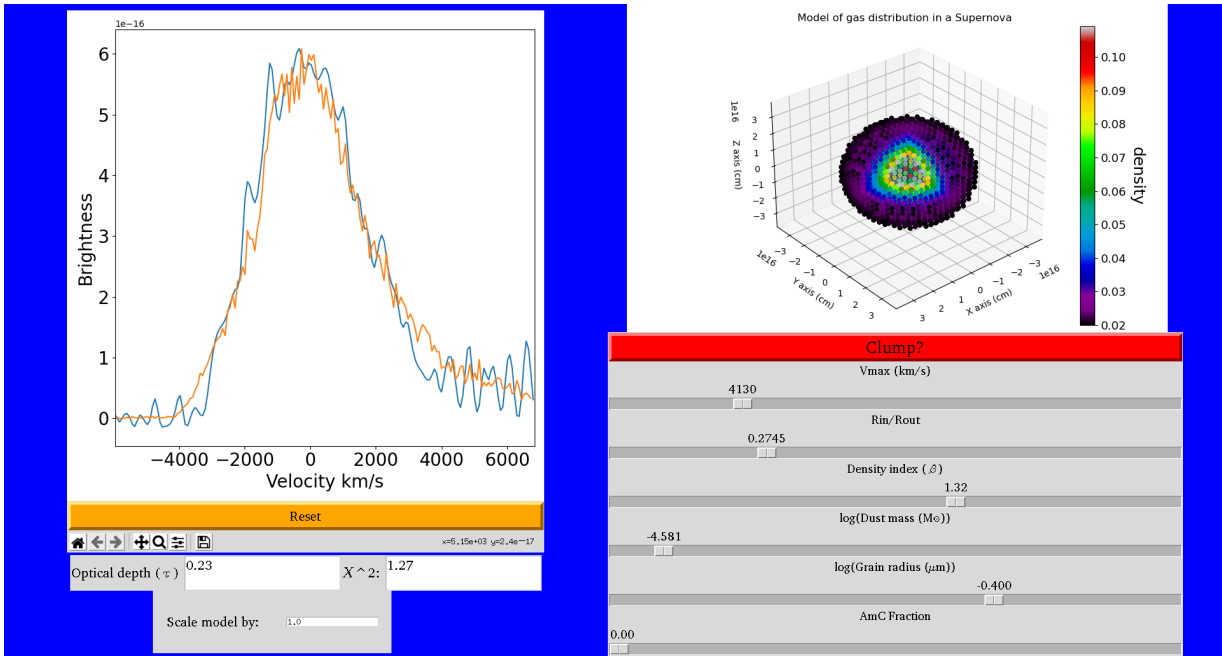 1e−16
6
5
4
3
2
1
0
Brightness
−4000 −2000 0 2000 4000 6000
Velocity km/s
Reset
x=5.15e+03 y=2.4e−17
Optical depth (τ) 0.23 X^2: 1.27
Scale model by: 1.0
Model of gas distribution in a Supernova
1e16
3
2
1
0
−1
−2
−3
Z axis (cm)
1e16
−3
−2
−1
0
1
2
3
Y axis (cm)
3
2
1
0
−1
−2
−3
1e16
X axis (cm)
0.10
0.09
0.08
0.07
0.06
0.05
0.04
0.03
0.02
density
Clump?
Vmax (km/s)
4130
Rin/Rout
0.2745
Density index (β)
1.32
log(Dust mass (M⊙))
-4.581
log(Grain radius (μm))
-0.400
AmC Fraction
0.00